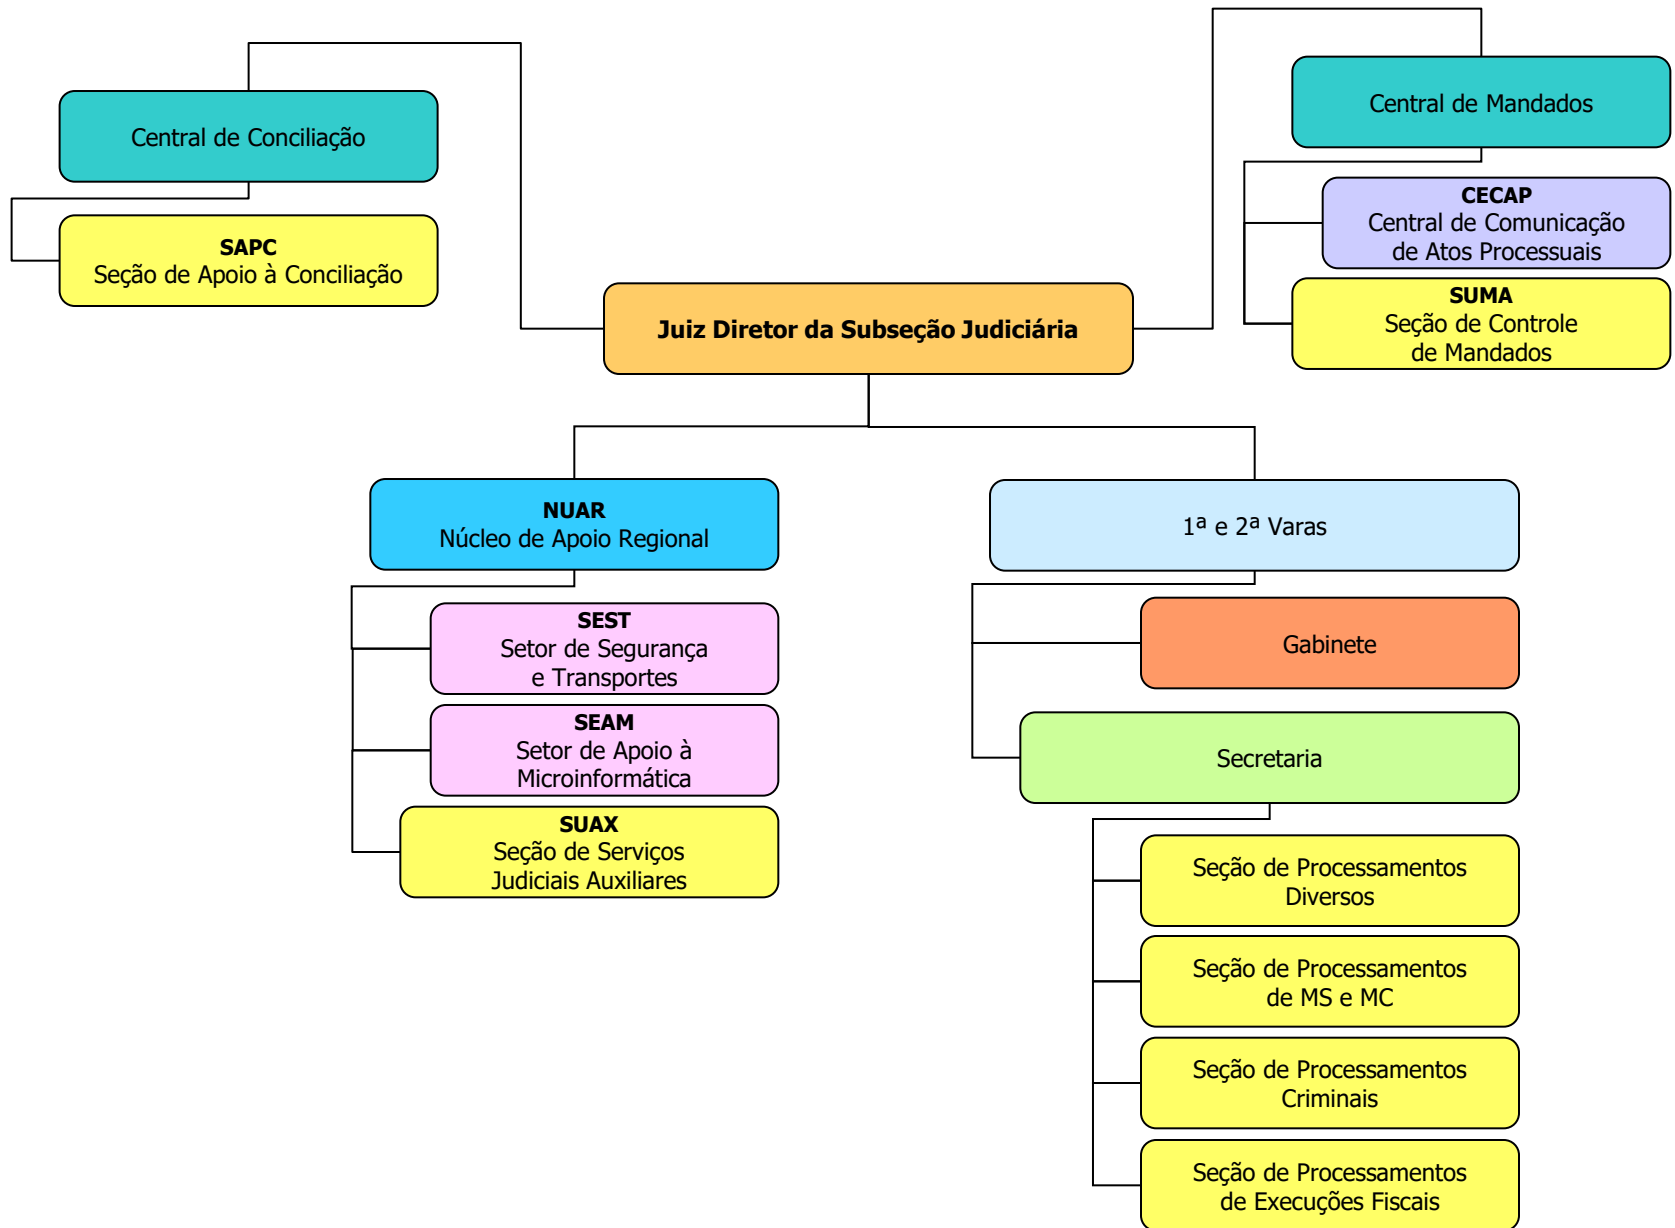 Central de Conciliação
SAPC
Seção de Apoio à Conciliação
Central de Mandados
CECAP
Central de Comunicação
de Atos Processuais
SUMA
Seção de Controle
de Mandados
Juiz Diretor da Subseção Judiciária
NUAR
Núcleo de Apoio Regional
SEST
Setor de Segurança
e Transportes
SEAM
Setor de Apoio à
Microinformática
SUAX
Seção de Serviços
Judiciais Auxiliares
1ª e 2ª Varas
Gabinete
Secretaria
Seção de Processamentos
Diversos
Seção de Processamentos
de MS e MC
Seção de Processamentos
Criminais
Seção de Processamentos
de Execuções Fiscais